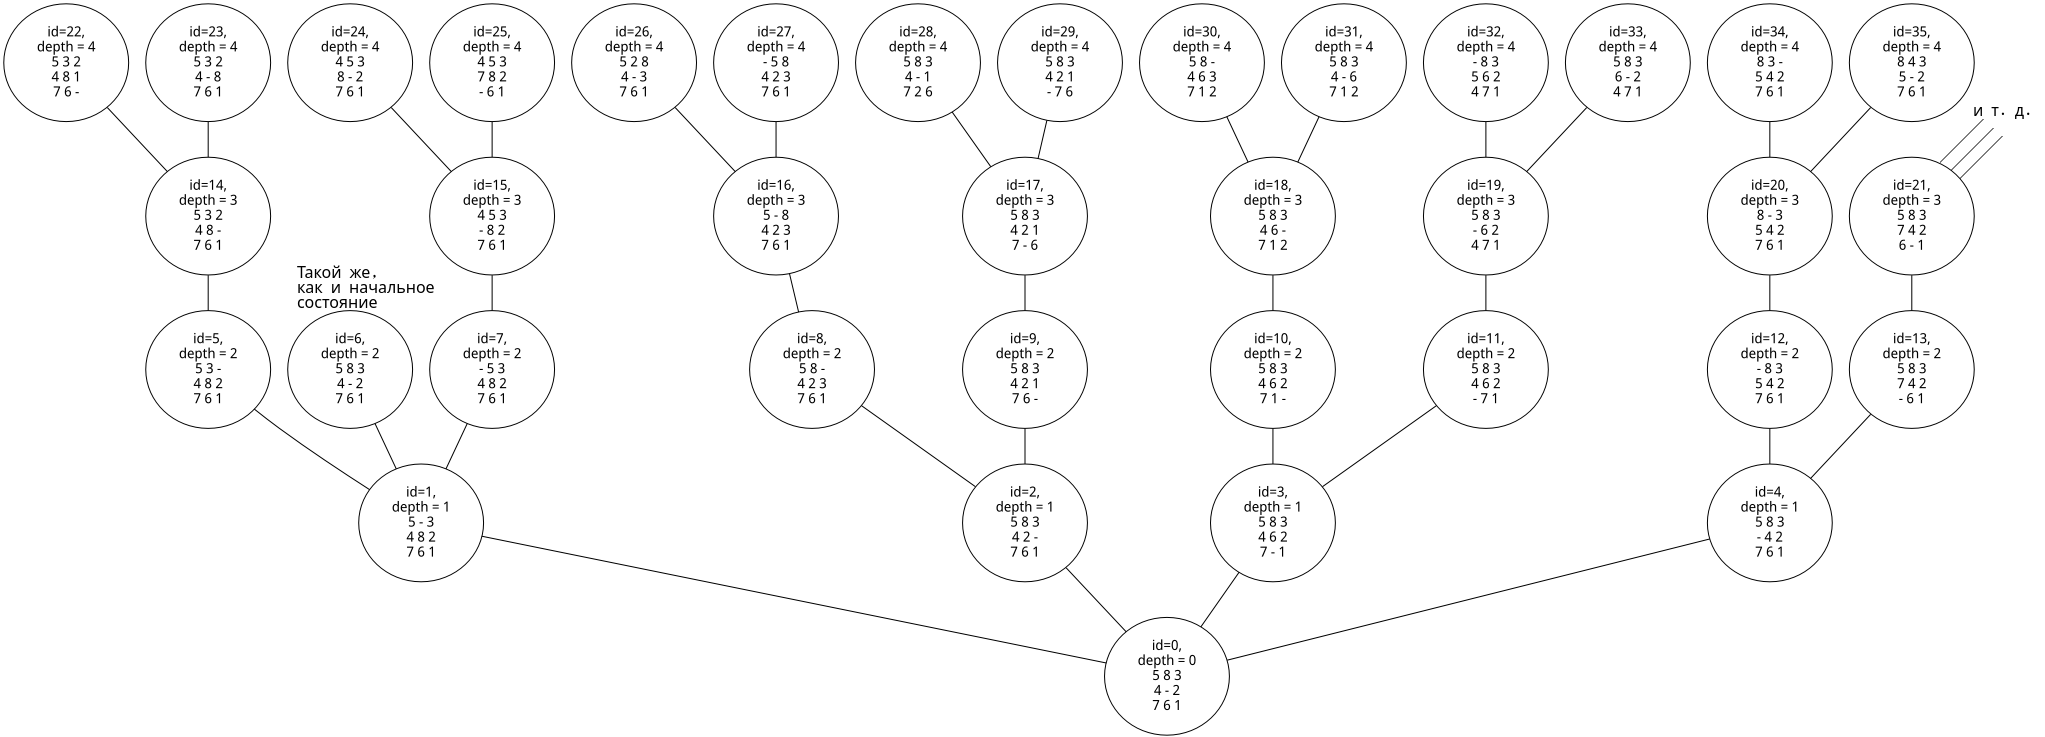 id=22,
depth = 4
5 3 2
4 8 1
7 6 -
id=23,
depth = 4
5 3 2
4 - 8
7 6 1
id=24,
depth = 4
4 5 3
8 - 2
7 6 1
id=25,
depth = 4
4 5 3
7 8 2
- 6 1
id=26,
depth = 4
5 2 8
4 - 3
7 6 1
id=27,
depth = 4
- 5 8
4 2 3
7 6 1
id=28,
depth = 4
5 8 3
4 - 1
7 2 6
id=29,
depth = 4
5 8 3
4 2 1
- 7 6
id=30,
depth = 4
5 8 -
4 6 3
7 1 2
id=31,
depth = 4
5 8 3
4 - 6
7 1 2
id=32,
depth = 4
- 8 3
5 6 2
4 7 1
id=33,
depth = 4
5 8 3
6 - 2
4 7 1
id=34,
depth = 4
8 3 -
5 4 2
7 6 1
id=35,
depth = 4
8 4 3
5 - 2
7 6 1
и т. д.
id=14,
depth = 3
5 3 2
4 8 -
7 6 1
id=15,
depth = 3
4 5 3
- 8 2
7 6 1
id=16,
depth = 3
5 - 8
4 2 3
7 6 1
id=17,
depth = 3
5 8 3
4 2 1
7 - 6
id=18,
depth = 3
5 8 3
4 6 -
7 1 2
id=19,
depth = 3
5 8 3
- 6 2
4 7 1
id=20,
depth = 3
8 - 3
5 4 2
7 6 1
id=21,
depth = 3
5 8 3
7 4 2
6 - 1
Такой же,
как и начальное
состояние
id=5,
depth = 2
5 3 -
4 8 2
7 6 1
id=6,
depth = 2
5 8 3
4 - 2
7 6 1
id=7,
depth = 2
- 5 3
4 8 2
7 6 1
id=8,
depth = 2
5 8 -
4 2 3
7 6 1
id=9,
depth = 2
5 8 3
4 2 1
7 6 -
id=10,
depth = 2
5 8 3
4 6 2
7 1 -
id=11,
depth = 2
5 8 3
4 6 2
- 7 1
id=12,
depth = 2
- 8 3
5 4 2
7 6 1
id=13,
depth = 2
5 8 3
7 4 2
- 6 1
id=1,
depth = 1
5 - 3
4 8 2
7 6 1
id=2,
depth = 1
5 8 3
4 2 -
7 6 1
id=3,
depth = 1
5 8 3
4 6 2
7 - 1
id=4,
depth = 1
5 8 3
- 4 2
7 6 1
id=0,
depth = 0
5 8 3
4 - 2
7 6 1